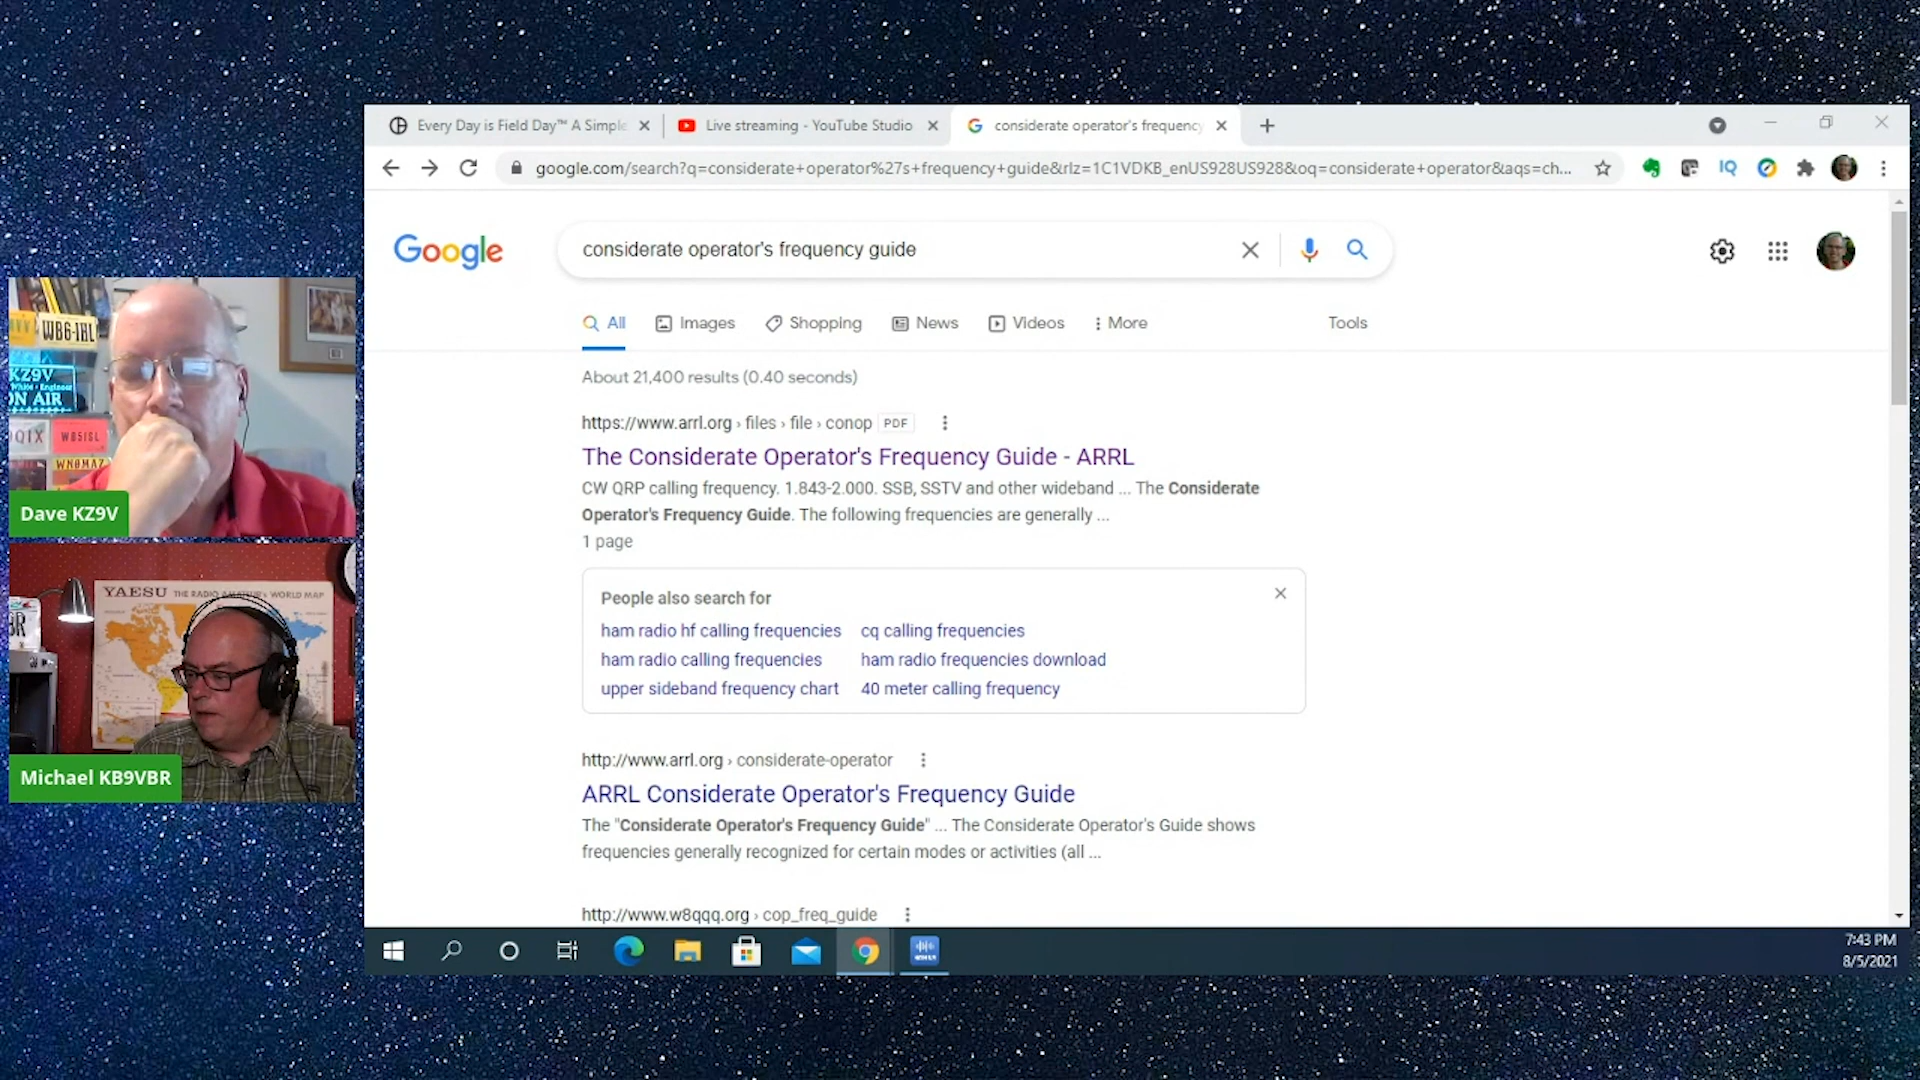 Every Day is Field Day™ A Simple
Live streaming - YouTube Studio
considerate operator's frequency
google.com/search?q=considerate+operator%27s+frequency+guide&rlz=1C1VDKB_enUS928US928&oq=considerate+operator&aqs=ch...
IQ
Google
considerate operator's frequency guide
All
Images
Shopping
News
Videos
More
Tools
About 21,400 results (0.40 seconds)
https://www.arrl.org › files › file › conop PDF
The Considerate Operator's Frequency Guide - ARRL
CW QRP calling frequency. 1.843-2.000. SSB, SSTV and other wideband ... The Considerate
Operator's Frequency Guide. The following frequencies are generally ...
1 page
People also search for
ham radio hf calling frequencies
cq calling frequencies
ham radio calling frequencies
ham radio frequencies download
upper sideband frequency chart
40 meter calling frequency
http://www.arrl.org › considerate-operator
ARRL Considerate Operator's Frequency Guide
The "Considerate Operator's Frequency Guide" ... The Considerate Operator's Guide shows
frequencies generally recognized for certain modes or activities (all ...
http://www.w8qqq.org › cop_freq_guide
7:43 PM
8/5/2021
WB6-IHL
KZ9V
White - Engineer
ON AIR
WB5ISL
WN0MAZ
Dave KZ9V
YAESU THE RADIO AMATEUR'S WORLD MAP
BR
Michael KB9VBR